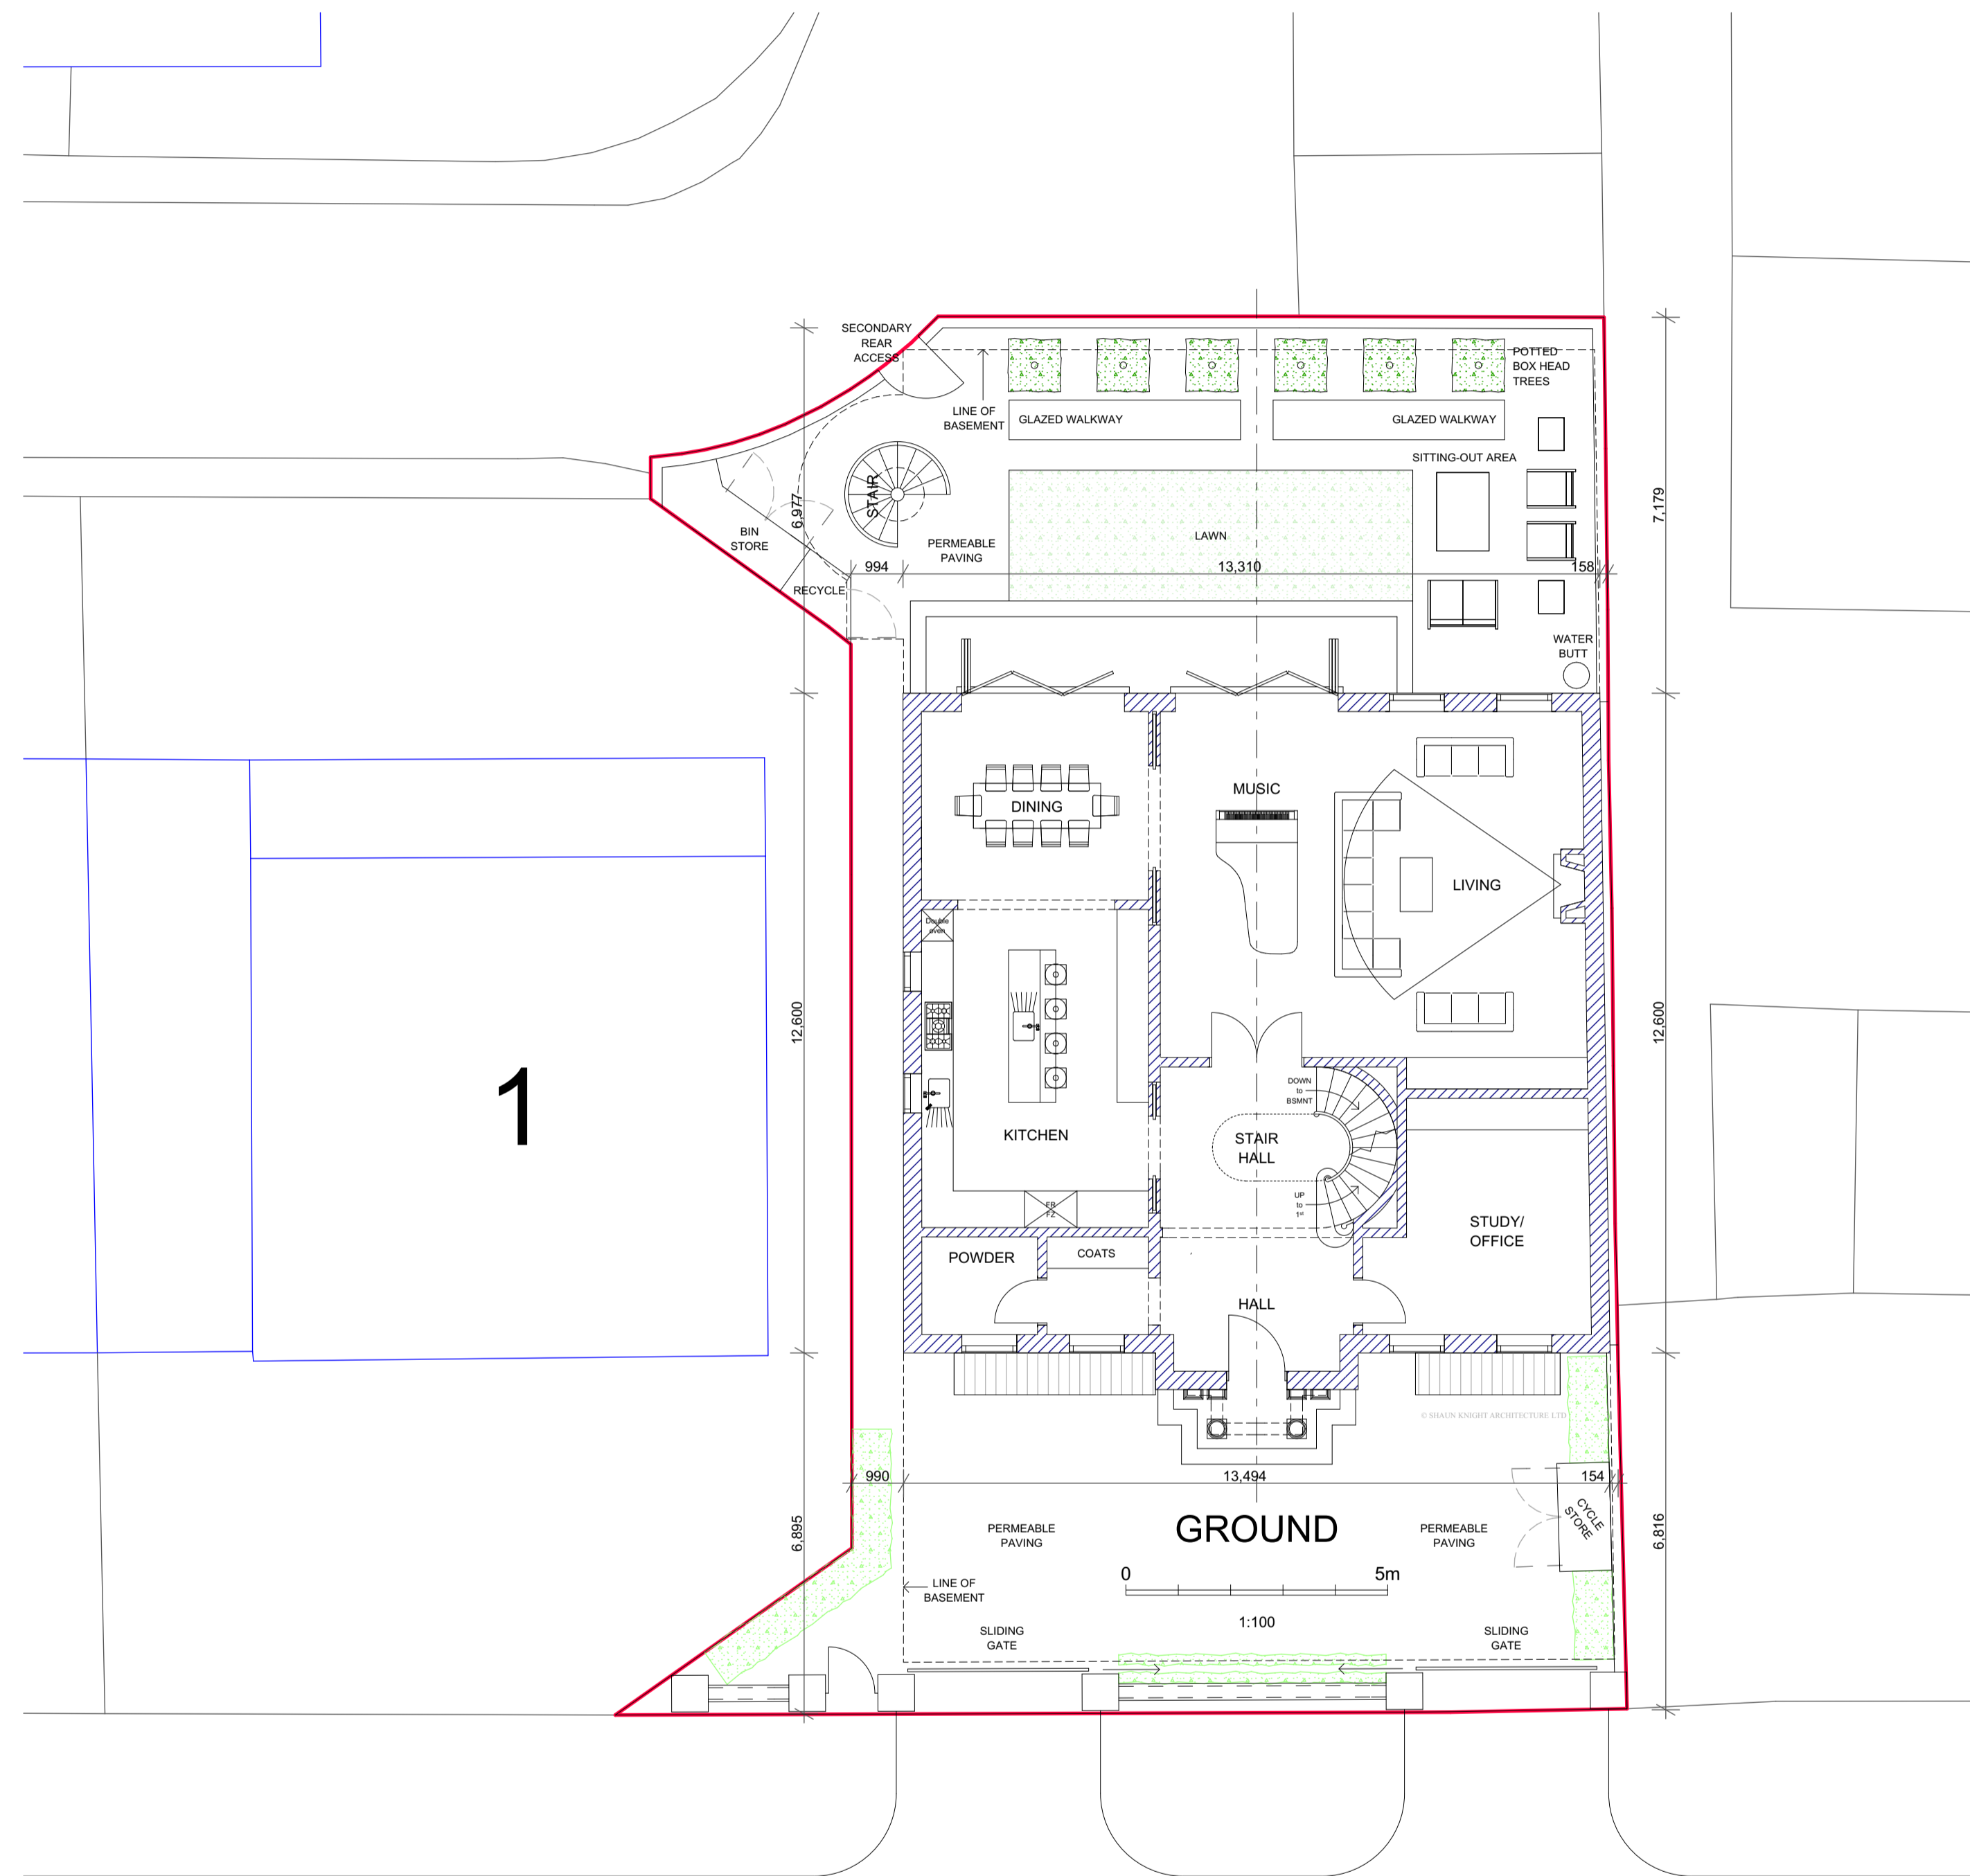 SECONDARY
REAR
ACCESS
LINE OF
BASEMENT
POTTED
BOX HEAD
TREES
GLAZED WALKWAY
GLAZED WALKWAY
SITTING-OUT AREA
STAIR
6,977
7,179
BIN
STORE
PERMEABLE
PAVING
LAWN
994
13,310
158
RECYCLE
WATER
BUTT
DINING
MUSIC
LIVING
Double
oven
12,600
12,600
1
KITCHEN
DOWN
to
BSMNT
STAIR
HALL
UP
to
1st
FR
FZ
STUDY/
OFFICE
POWDER
COATS
HALL
© SHAUN KNIGHT ARCHITECTURE LTD
990
13,494
154
CYCLE
STORE
6,895
6,816
PERMEABLE
PAVING
GROUND
PERMEABLE
PAVING
0
5m
LINE OF
BASEMENT
1:100
SLIDING
GATE
SLIDING
GATE